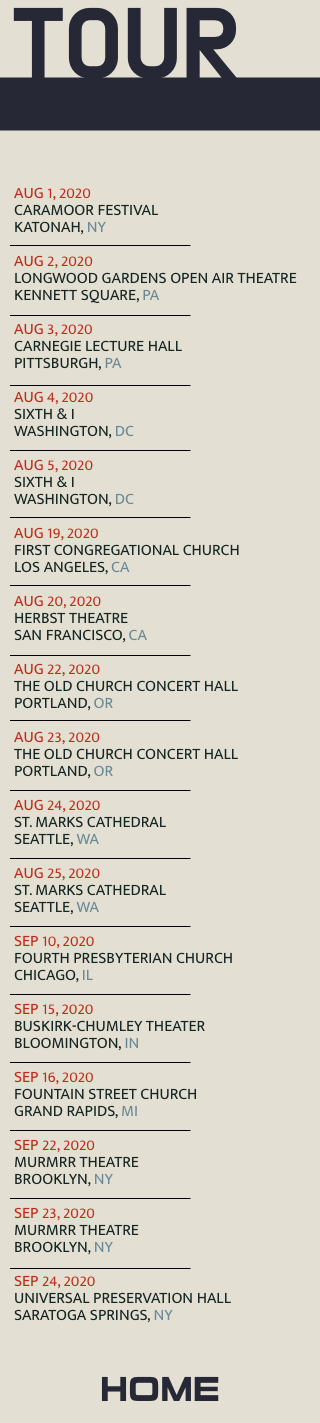 TOUR
AUG 1, 2020
CARAMOOR FESTIVAL
KATONAH, NY
AUG 2, 2020
LONGWOOD GARDENS OPEN AIR THEATRE
KENNETT SQUARE, PA
AUG 3, 2020
CARNEGIE LECTURE HALL
PITTSBURGH, PA
AUG 4, 2020
SIXTH & I
WASHINGTON, DC
AUG 5, 2020
SIXTH & I
WASHINGTON, DC
AUG 19, 2020
FIRST CONGREGATIONAL CHURCH
LOS ANGELES, CA
AUG 20, 2020
HERBST THEATRE
SAN FRANCISCO, CA
AUG 22, 2020
THE OLD CHURCH CONCERT HALL
PORTLAND, OR
AUG 23, 2020
THE OLD CHURCH CONCERT HALL
PORTLAND, OR
AUG 24, 2020
ST. MARKS CATHEDRAL
SEATTLE, WA
AUG 25, 2020
ST. MARKS CATHEDRAL
SEATTLE, WA
SEP 10, 2020
FOURTH PRESBYTERIAN CHURCH
CHICAGO, IL
SEP 15, 2020
BUSKIRK-CHUMLEY THEATER
BLOOMINGTON, IN
SEP 16, 2020
FOUNTAIN STREET CHURCH
GRAND RAPIDS, MI
SEP 22, 2020
MURMRR THEATRE
BROOKLYN, NY
SEP 23, 2020
MURMRR THEATRE
BROOKLYN, NY
SEP 24, 2020
UNIVERSAL PRESERVATION HALL
SARATOGA SPRINGS, NY
HOME